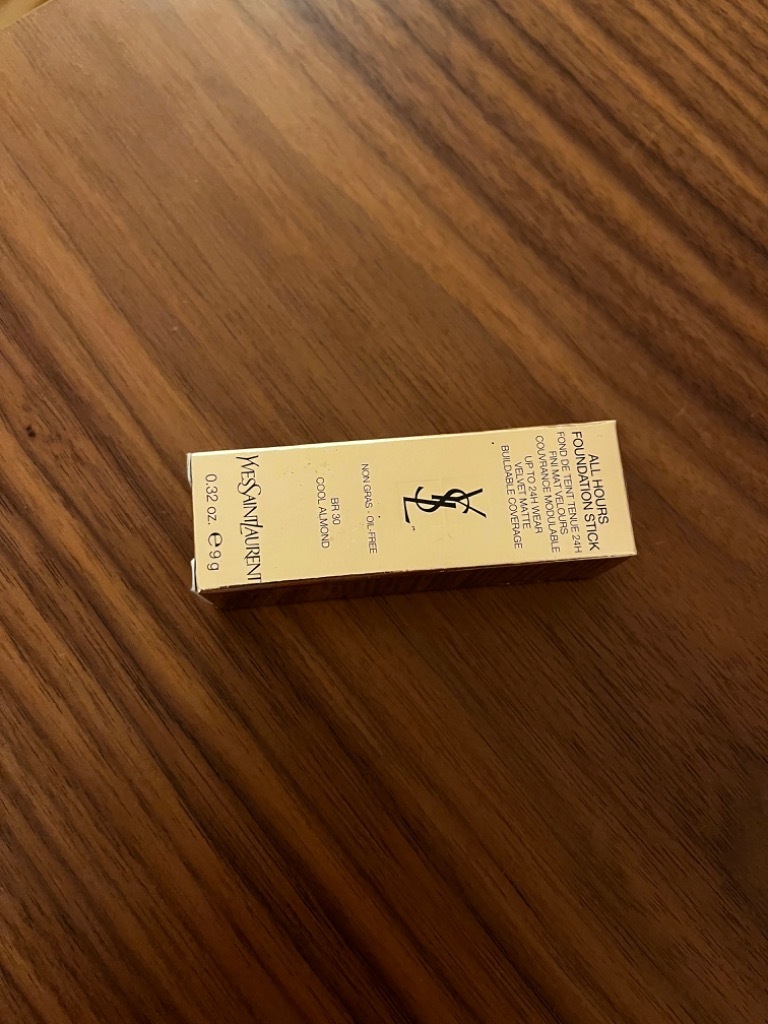 ALL HOURS
FOUNDATION STICK
FOND DE TEINT TENUE 24H
FINI MAT VELOURS
COUVRANCE MODULABLE
UP TO 24H WEAR
VELVET MATTE
BUILDABLE COVERAGE
YSL
NON GRAS - OIL-FREE
BR 30
COOL ALMOND
YVESSAINTLAURENT
0.32 oz. ℮ 9 g